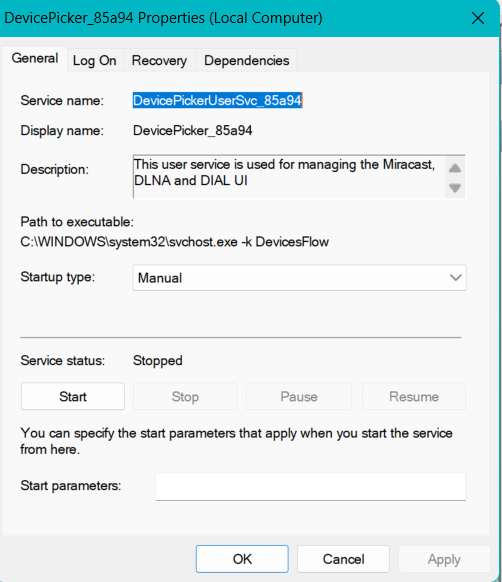 DevicePicker_85a94 Properties (Local Computer)
General Log On Recovery Dependencies
Service name: DevicePickerUserSvc_85a94
Display name: DevicePicker_85a94
Description: This user service is used for managing the Miracast,
DLNA and DIAL UI
Path to executable:
C:\WINDOWS\system32\svchost.exe -k DevicesFlow
Startup type: Manual
Service status: Stopped
Start Stop Pause Resume
You can specify the start parameters that apply when you start the service
from here.
Start parameters:
OK Cancel Apply